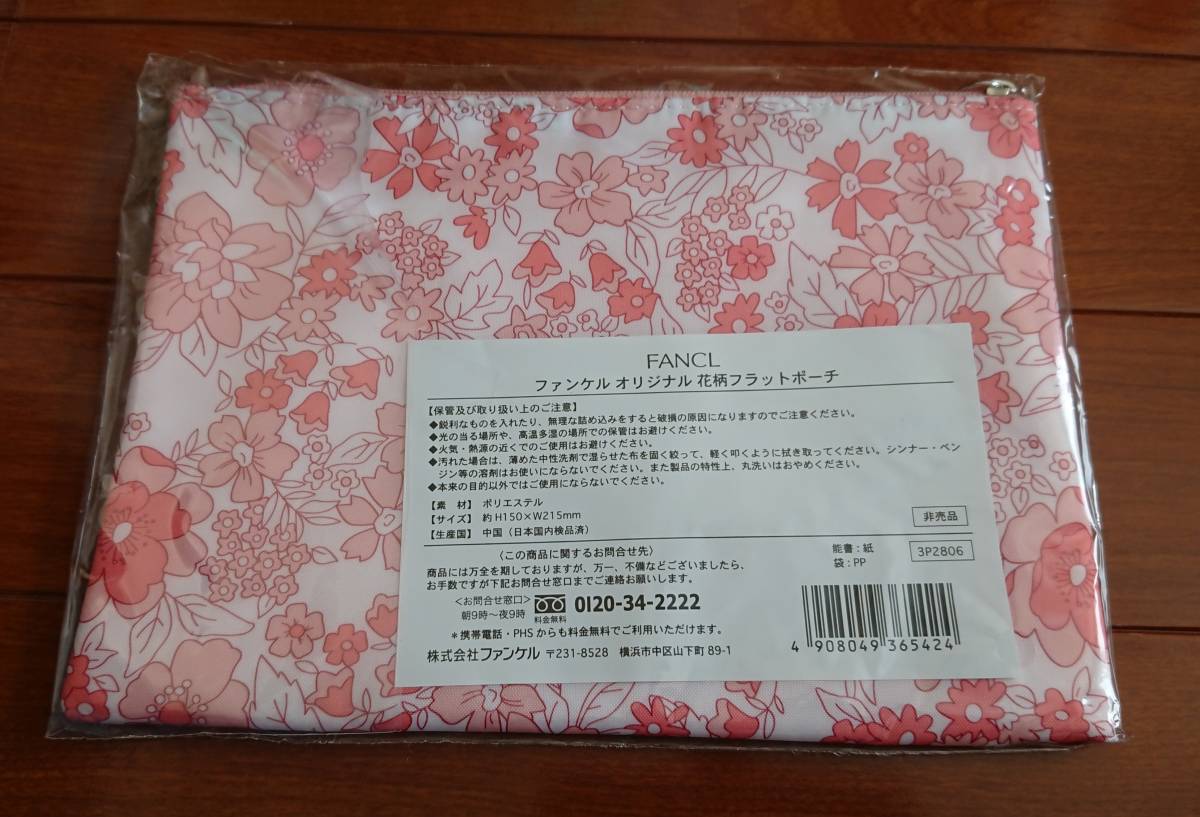 FANCL
ファンケル オリジナル 花柄フラットポーチ
【保管及び取り扱い上のご注意】
◆鋭利なものを入れたり、無理な詰め込みをすると破損の原因になりますのでご注意ください。
◆光の当る場所や、高温多湿の場所での保管はお避けください。
◆火気・熱源の近くでのご使用はお避けください。
◆汚れた場合は、薄めた中性洗剤で湿らせた布を固く絞って、軽く叩くように拭き取ってください。シンナー・ベン
ジン等の溶剤はお使いにならないでください。また製品の特性上、丸洗いはおやめください。
◆本来の目的以外ではご使用にならないでください。
【素　材】 ポリエステル
【サイズ】 約 H150×W215mm
【生産国】 中国（日本国内検品済）
非売品
〈この商品に関するお問合せ先〉
商品には万全を期しておりますが、万一、不備などございましたら、
お手数ですが下記お問合せ窓口までご連絡お願いします。
能書：紙
袋：PP
3P2806
＜お問合せ窓口＞
朝9時～夜9時
料金無料
0120-34-2222
＊携帯電話・PHSからも料金無料でご利用いただけます。
株式会社ファンケル 〒231-8528 横浜市中区山下町 89-1
4 908049 365424